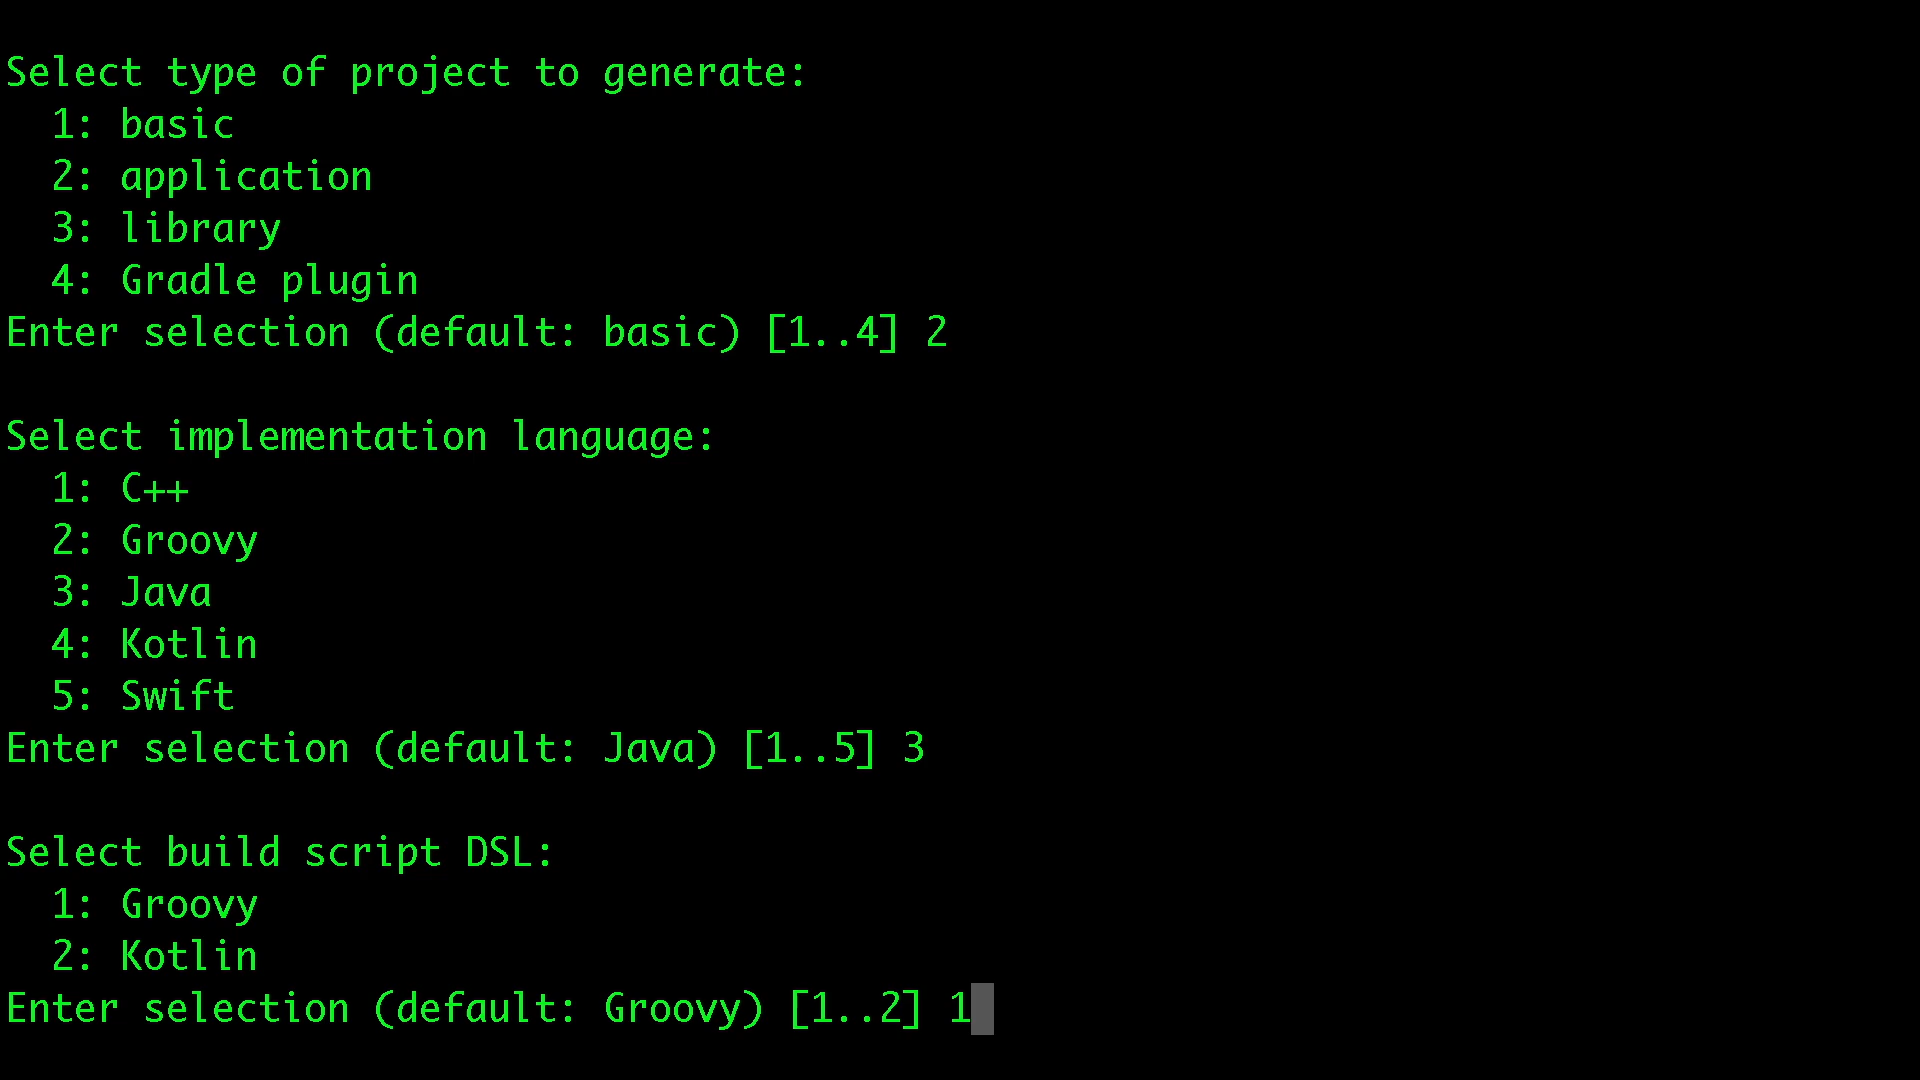 Select type of project to generate:
  1: basic
  2: application
  3: library
  4: Gradle plugin
Enter selection (default: basic) [1..4] 2

Select implementation language:
  1: C++
  2: Groovy
  3: Java
  4: Kotlin
  5: Swift
Enter selection (default: Java) [1..5] 3

Select build script DSL:
  1: Groovy
  2: Kotlin
Enter selection (default: Groovy) [1..2] 1